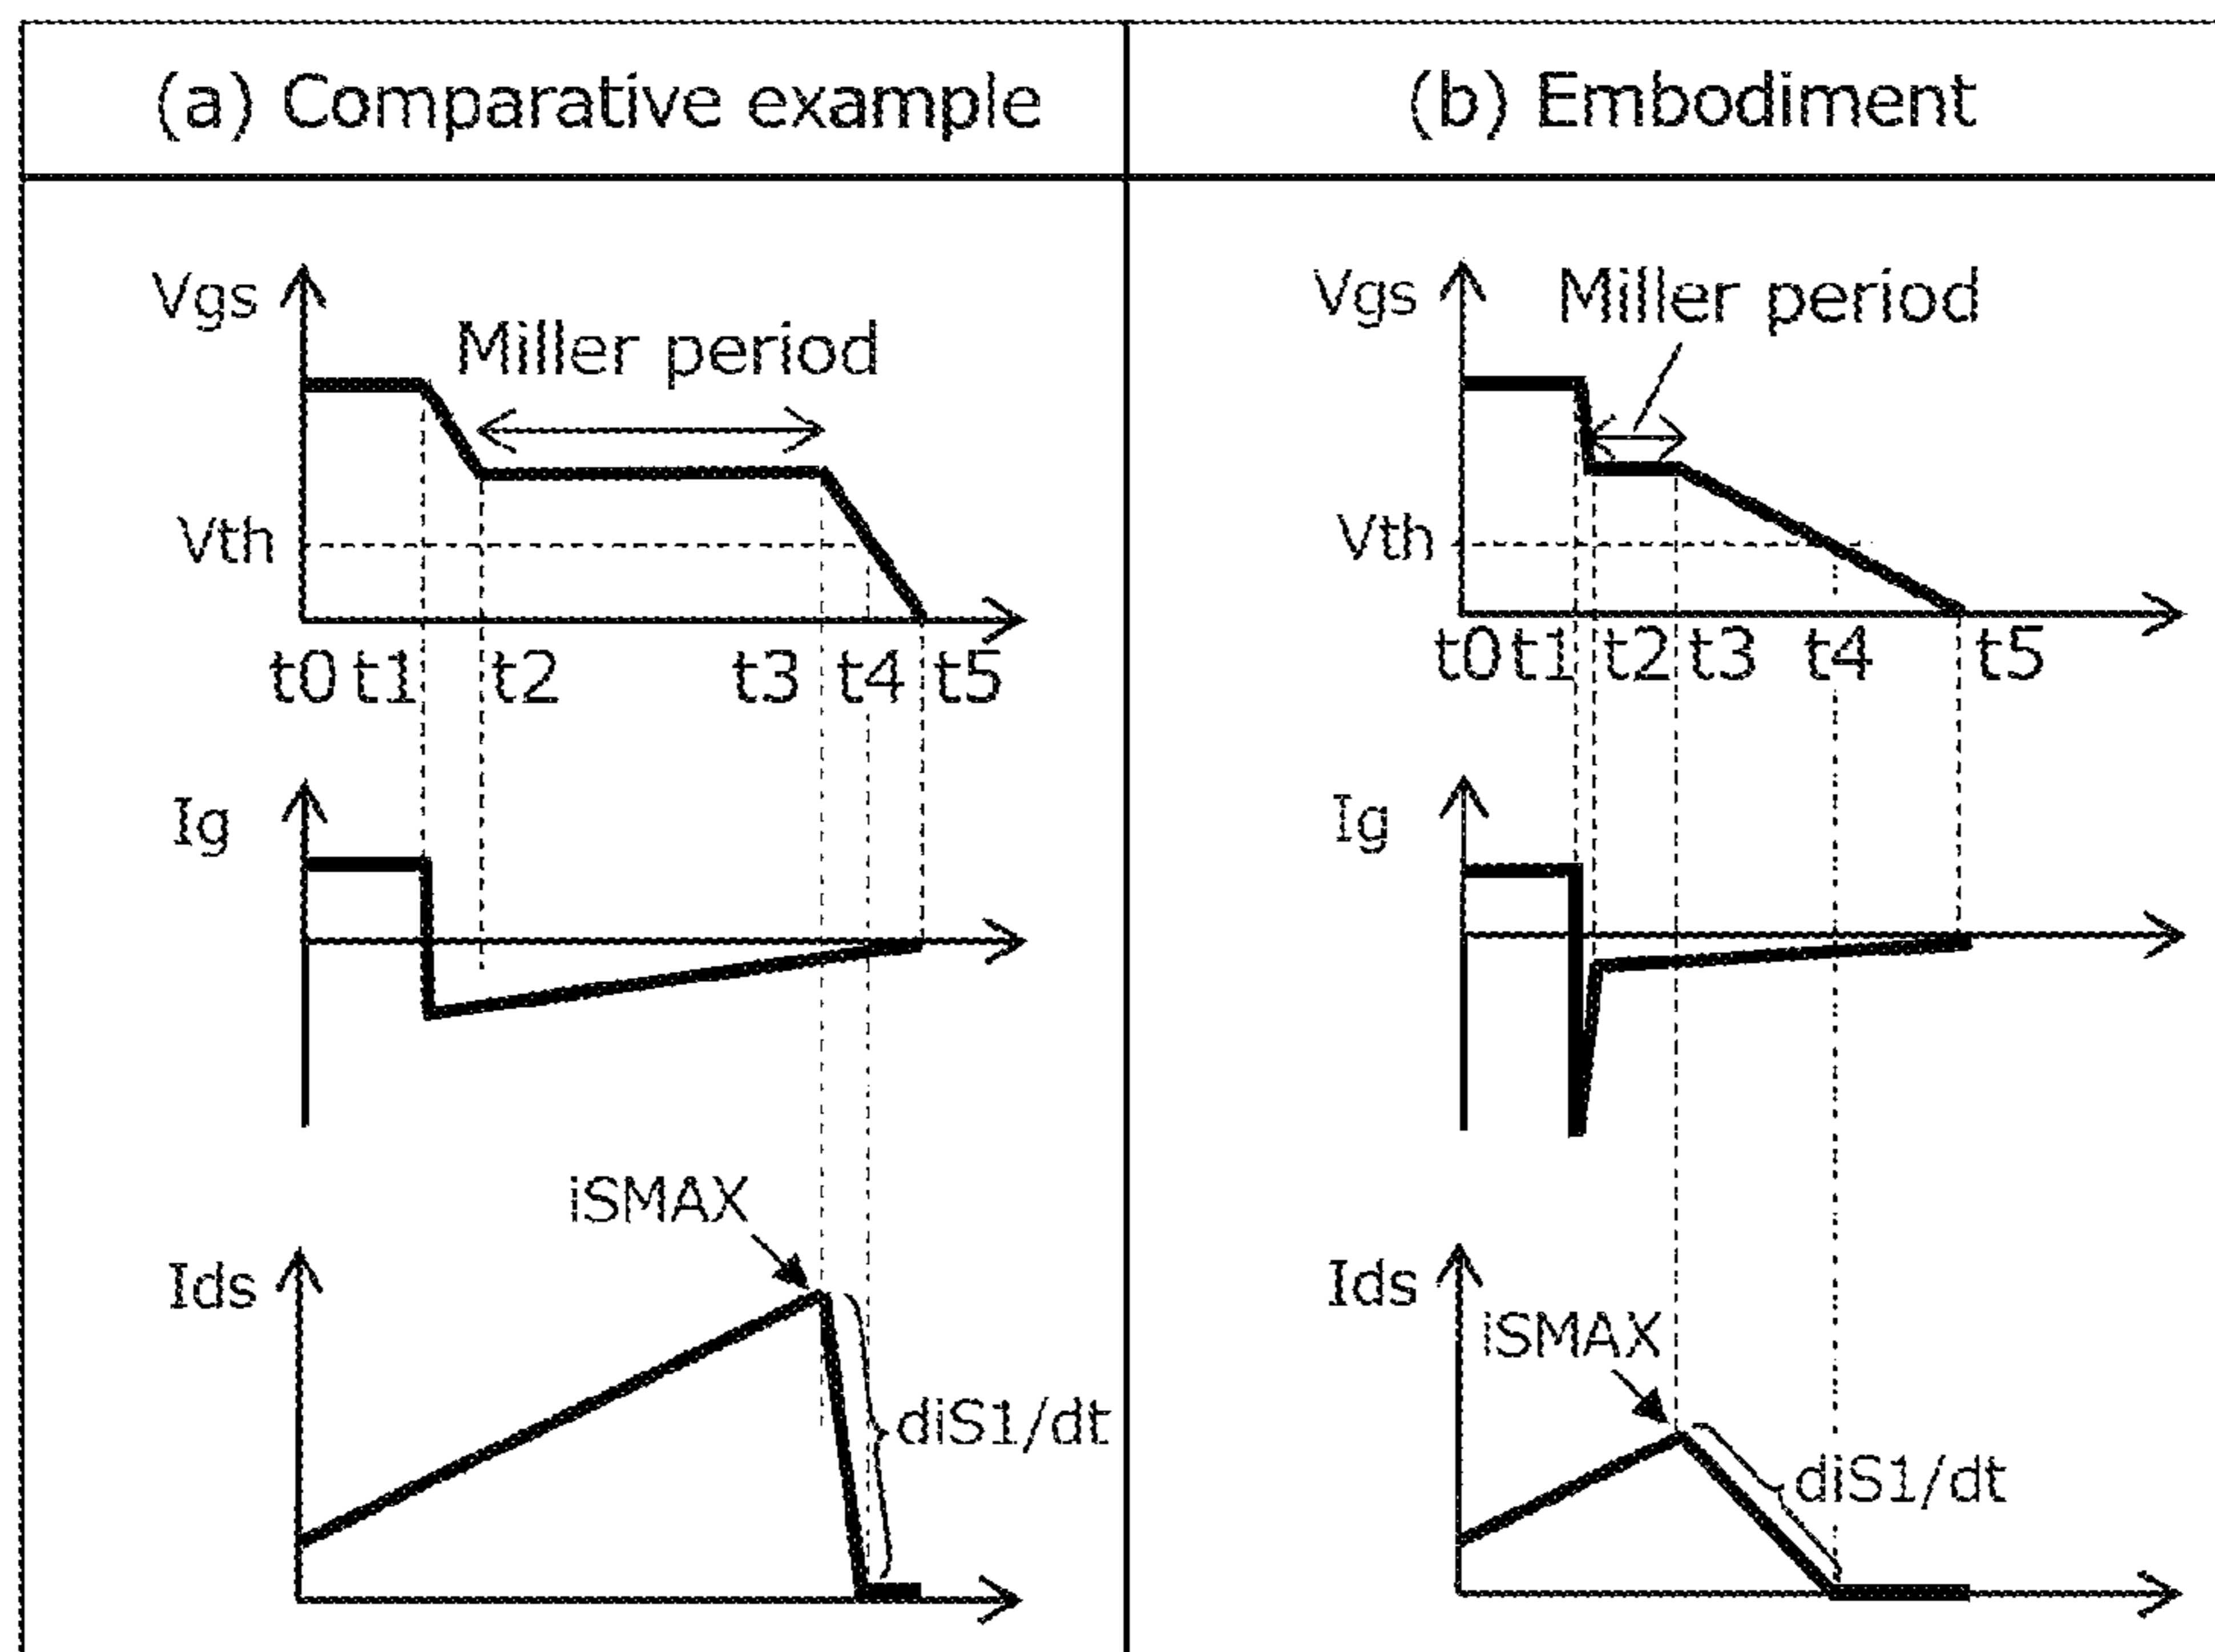 (a) Comparative example
(b) Embodiment
Vgs
Miller period
Vth
t0 t1 t2 t3 t4 t5
Ig
iSMAX
Ids
diS1/dt
Vgs
Miller period
Vth
t0 t1 t2 t3 t4 t5
Ig
Ids
iSMAX
diS1/dt